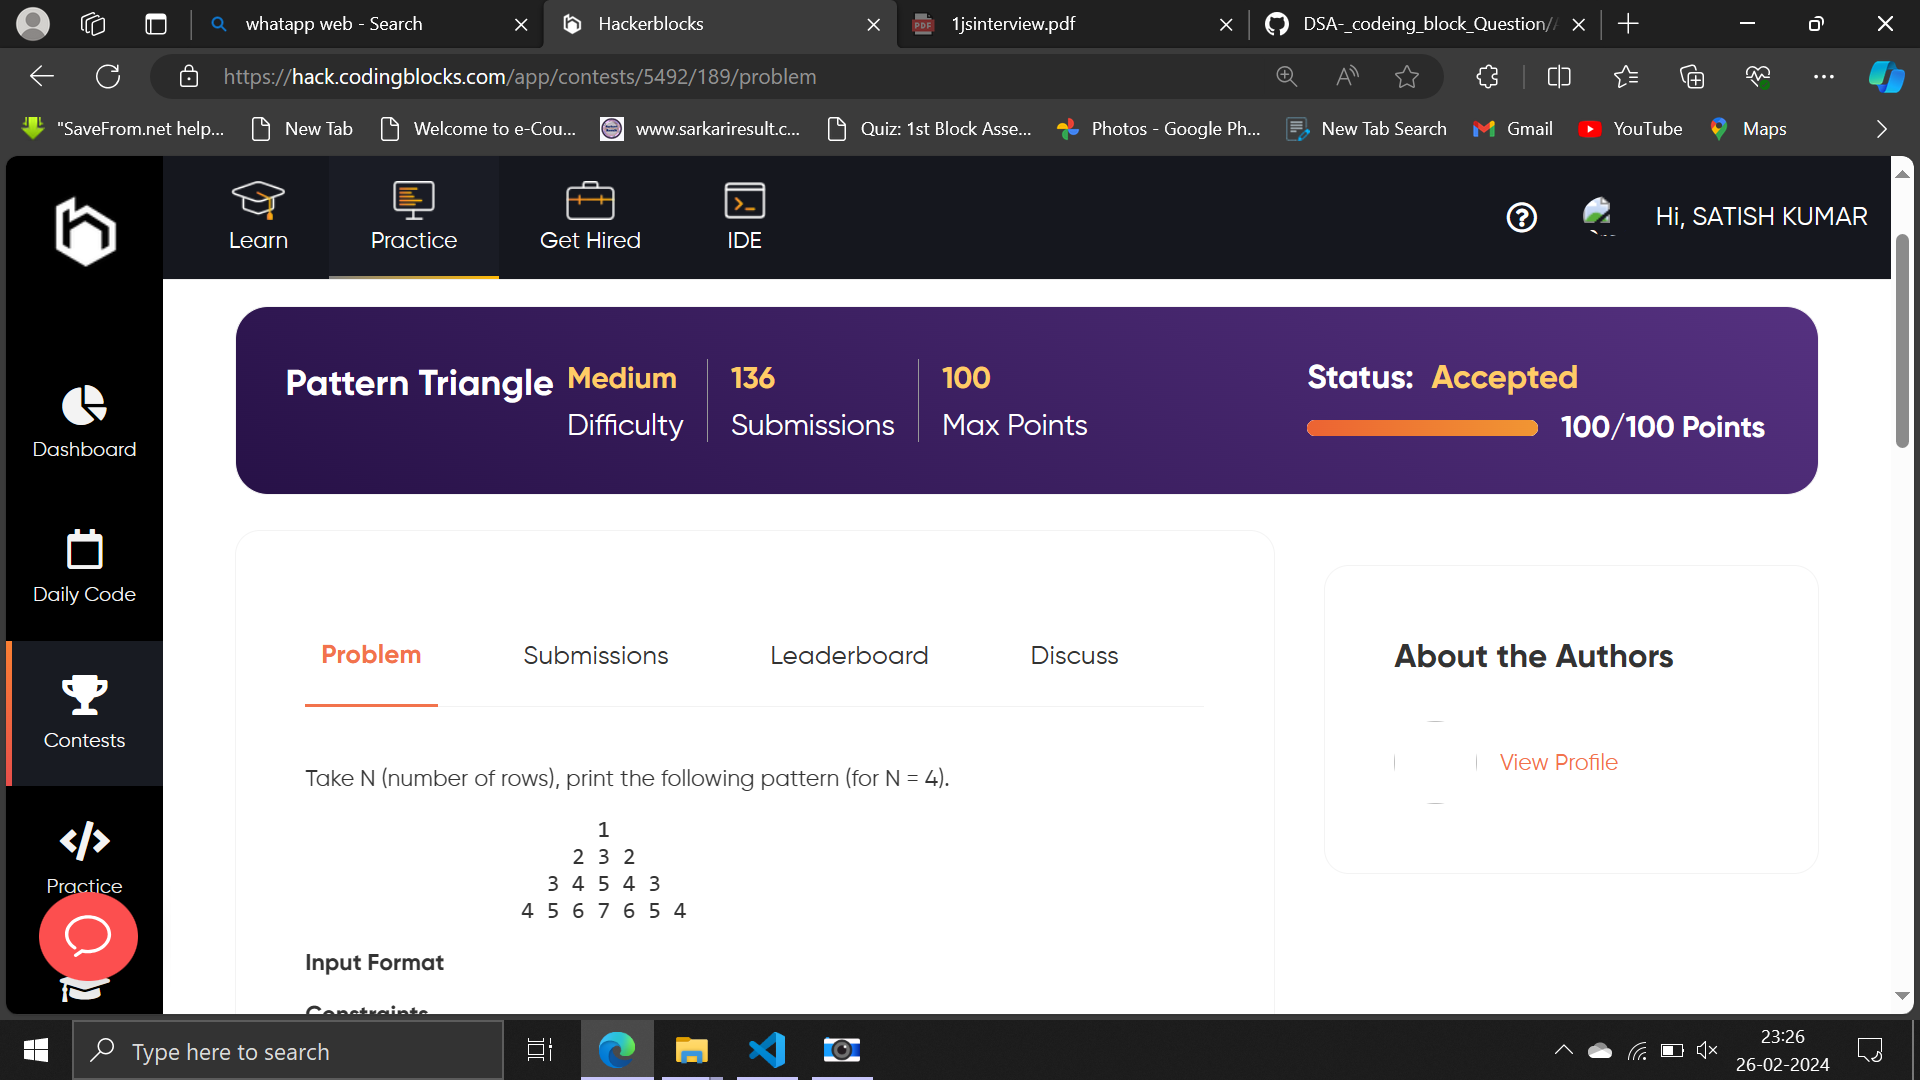 whatapp web - Search
Hackerblocks
1jsinterview.pdf
DSA-_codeing_block_Question/
https://hack.codingblocks.com/app/contests/5492/189/problem
"SaveFrom.net help...
New Tab
Welcome to e-Cou...
www.sarkariresult.c...
Quiz: 1st Block Asse...
Photos - Google Ph...
New Tab Search
Gmail
YouTube
Maps
Learn
Practice
Get Hired
IDE
Hi, SATISH KUMAR
Pattern Triangle
Medium
Difficulty
136
Submissions
100
Max Points
Status: Accepted
100/100 Points
Dashboard
Daily Code
Contests
Practice
Problem
Submissions
Leaderboard
Discuss
About the Authors
View Profile
Take N (number of rows), print the following pattern (for N = 4).
1
2 3 2
3 4 5 4 3
4 5 6 7 6 5 4
Input Format
Constraints
Type here to search
23:26
26-02-2024